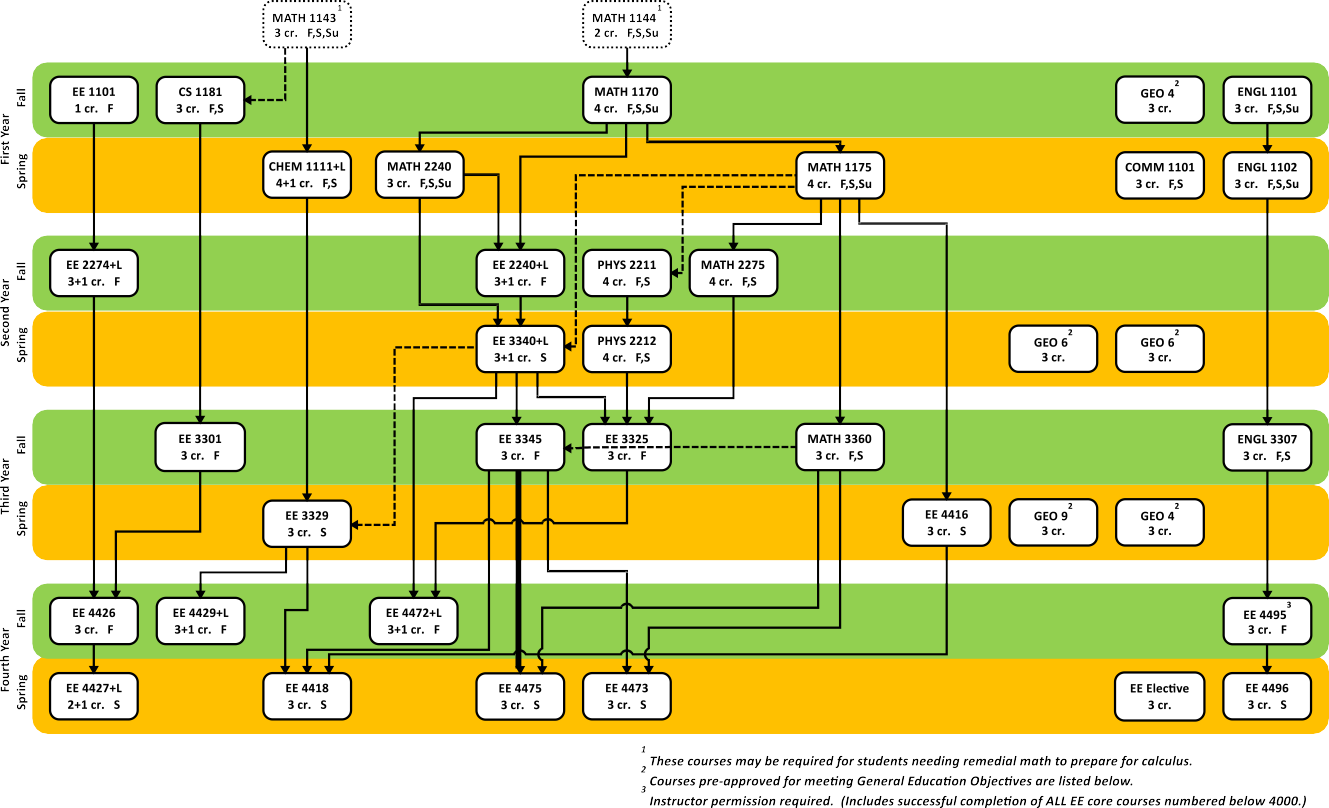 MATH 1143 1
3 cr. F,S,Su
MATH 1144 1
2 cr. F,S,Su
First Year
Fall
EE 1101
1 cr. F
CS 1181
3 cr. F,S
MATH 1170
4 cr. F,S,Su
GEO 4 2
3 cr.
ENGL 1101
3 cr. F,S,Su
Spring
CHEM 1111+L
4+1 cr. F,S
MATH 2240
3 cr. F,S,Su
MATH 1175
4 cr. F,S,Su
COMM 1101
3 cr. F,S
ENGL 1102
3 cr. F,S,Su
Second Year
Fall
EE 2274+L
3+1 cr. F
EE 2240+L
3+1 cr. F
PHYS 2211
4 cr. F,S
MATH 2275
4 cr. F,S
Spring
EE 3340+L
3+1 cr. S
PHYS 2212
4 cr. F,S
GEO 6 2
3 cr.
GEO 6 2
3 cr.
Third Year
Fall
EE 3301
3 cr. F
EE 3345
3 cr. F
EE 3325
3 cr. F
MATH 3360
3 cr. F,S
ENGL 3307
3 cr. F,S
Spring
EE 3329
3 cr. S
EE 4416
3 cr. S
GEO 9 2
3 cr.
GEO 4 2
3 cr.
Fourth Year
Fall
EE 4426
3 cr. F
EE 4429+L
3+1 cr. F
EE 4472+L
3+1 cr. F
EE 4495 3
3 cr. F
Spring
EE 4427+L
2+1 cr. S
EE 4418
3 cr. S
EE 4475
3 cr. S
EE 4473
3 cr. S
EE Elective
3 cr.
EE 4496
3 cr. S
1 These courses may be required for students needing remedial math to prepare for calculus.
2 Courses pre-approved for meeting General Education Objectives are listed below.
3 Instructor permission required. (Includes successful completion of ALL EE core courses numbered below 4000.)